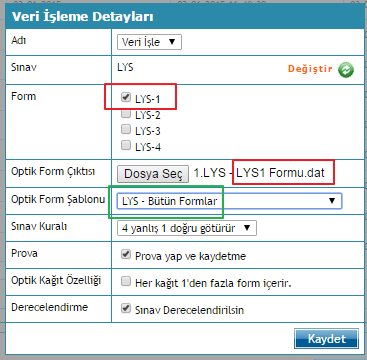 Veri İşleme Detayları
Adı Veri İşle
Sınav LYS Değiştir
Form LYS-1
LYS-2
LYS-3
LYS-4
Optik Form Çıktısı Dosya Seç 1.LYS - LYS1 Formu.dat
Optik Form Şablonu LYS - Bütün Formlar
Sınav Kuralı 4 yanlış 1 doğru götürür
Prova Prova yap ve kaydetme
Optik Kağıt Özelliği Her kağıt 1'den fazla form içerir.
Derecelendirme Sınav Derecelendirilsin
Kaydet